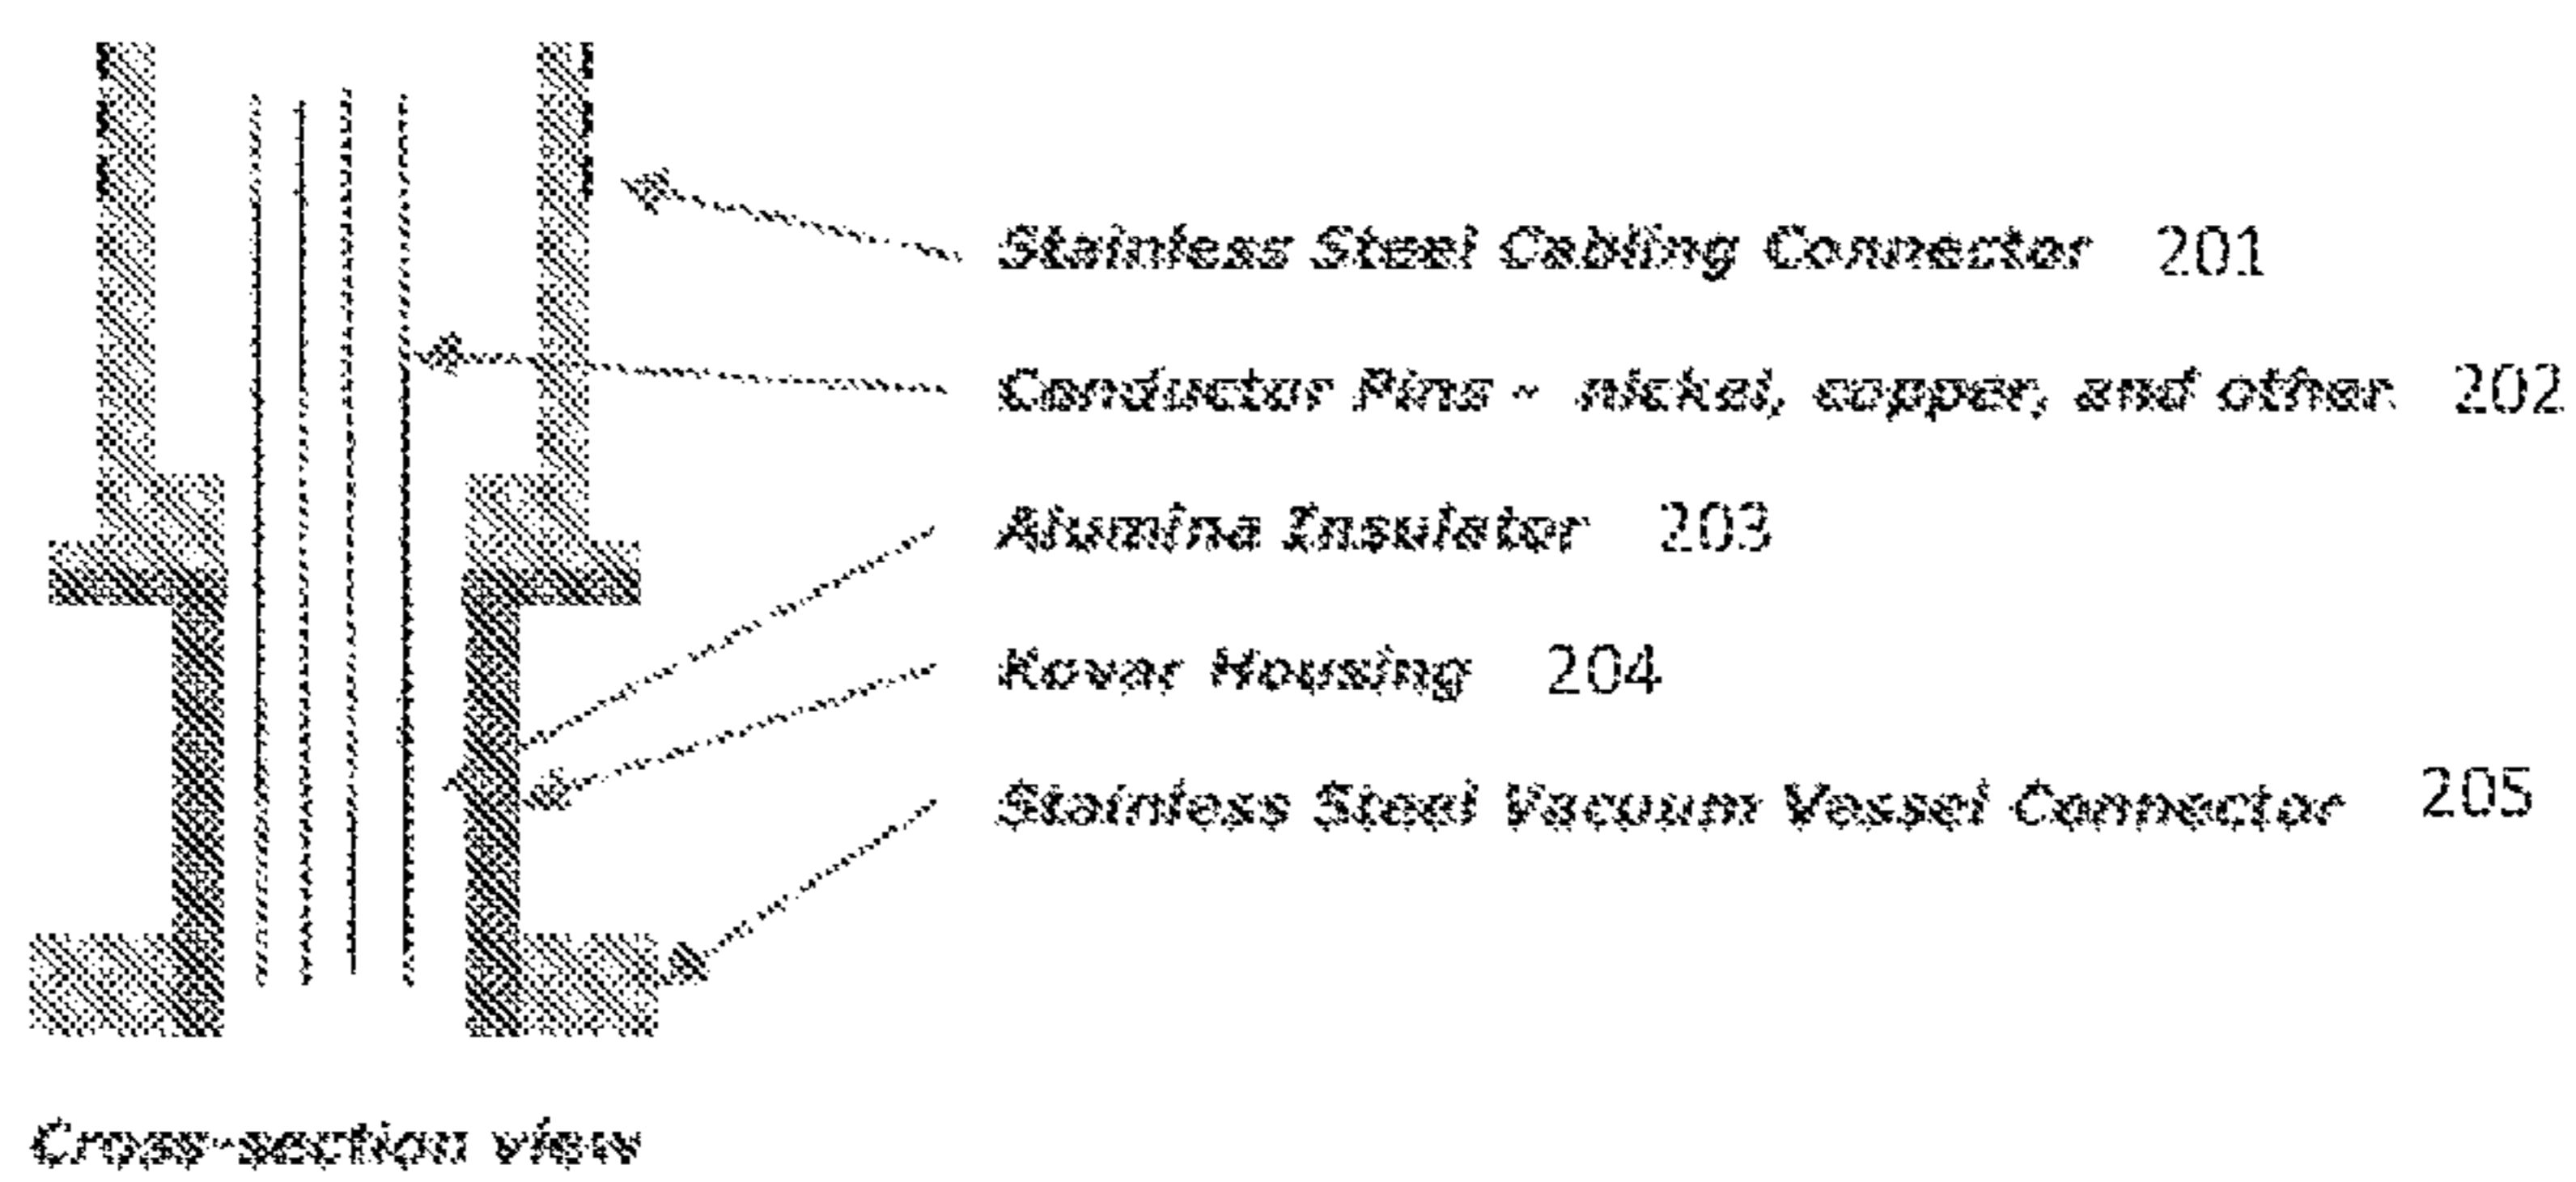 Stainless Steel Cabling Connector 201
Conductor Pins - nickel, copper, and other. 202
Alumina Insulator 203
Kovar Housing 204
Stainless Steel Vacuum Vessel Connector 205
Cross-section view